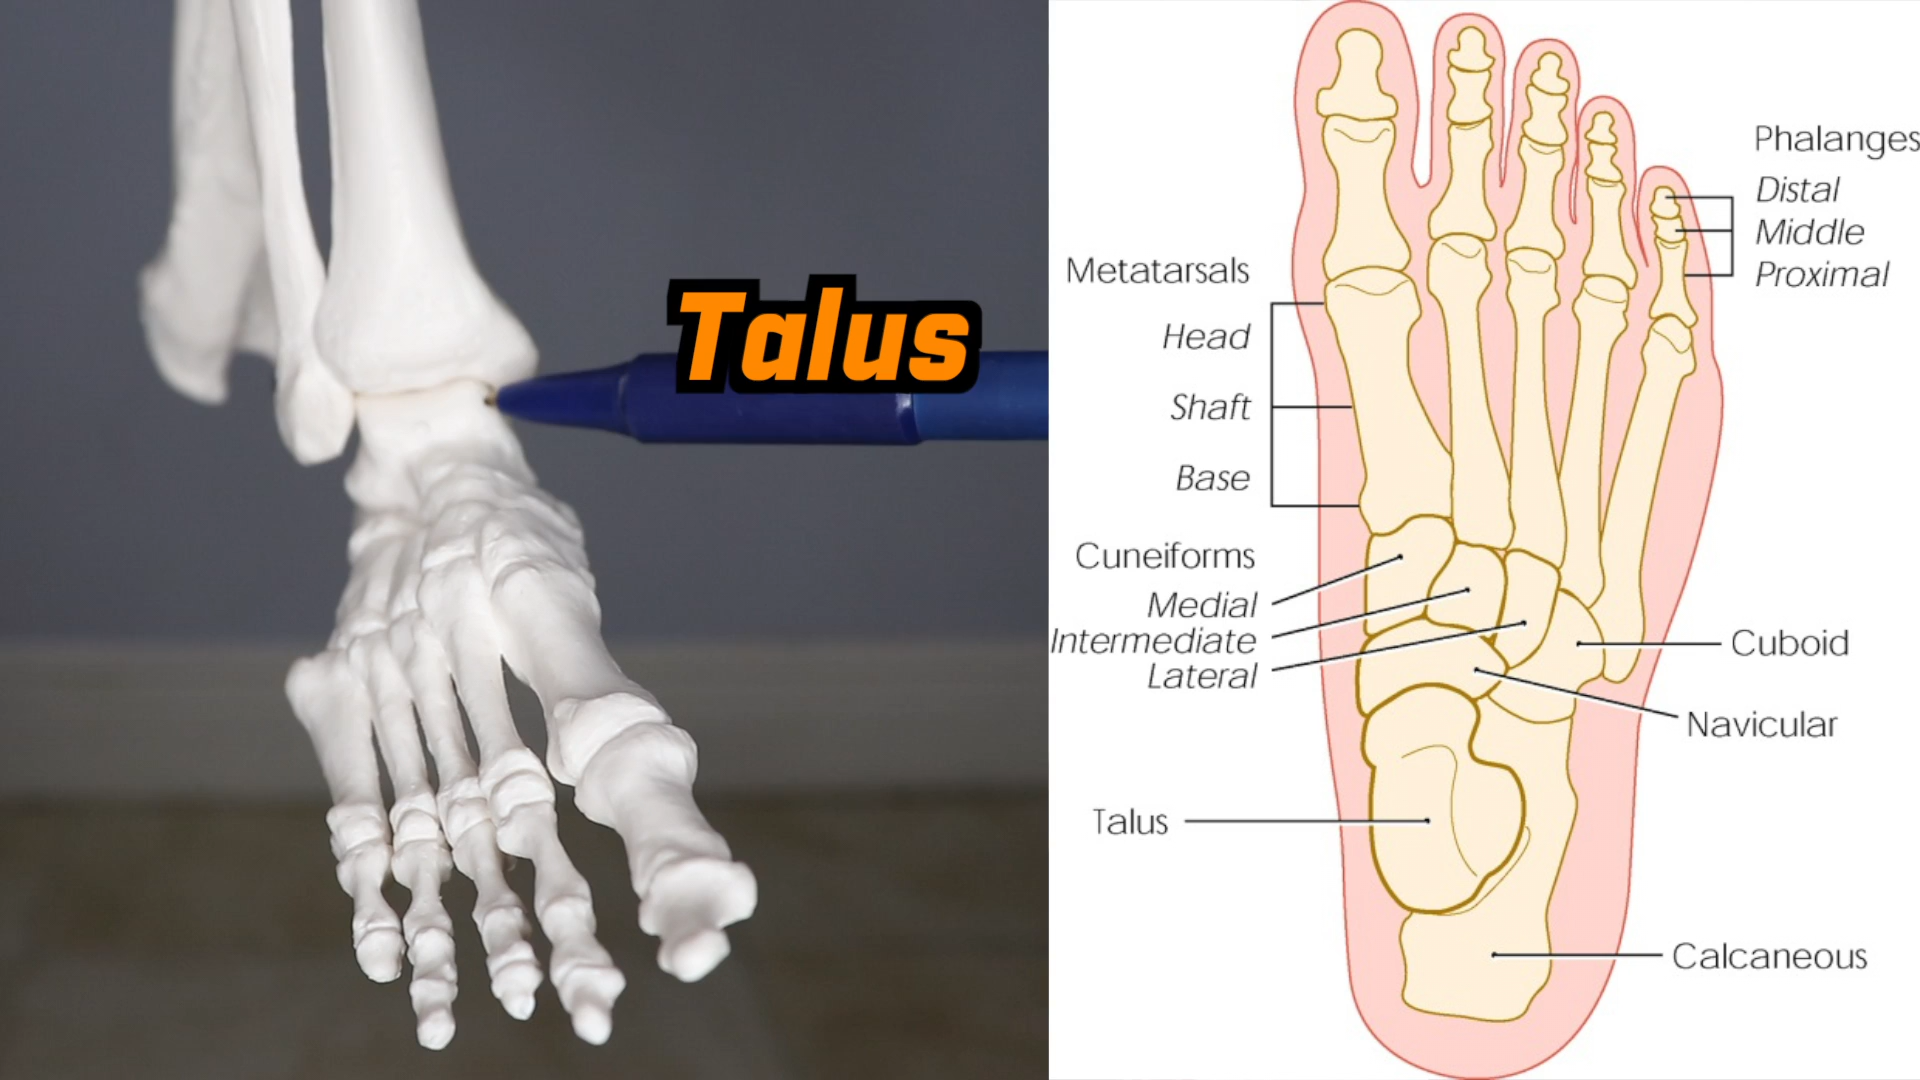 Talus
Phalanges
Distal
Middle
Proximal
Metatarsals
Head
Shaft
Base
Cuneiforms
Medial
Intermediate
Lateral
Cuboid
Navicular
Talus
Calcaneous